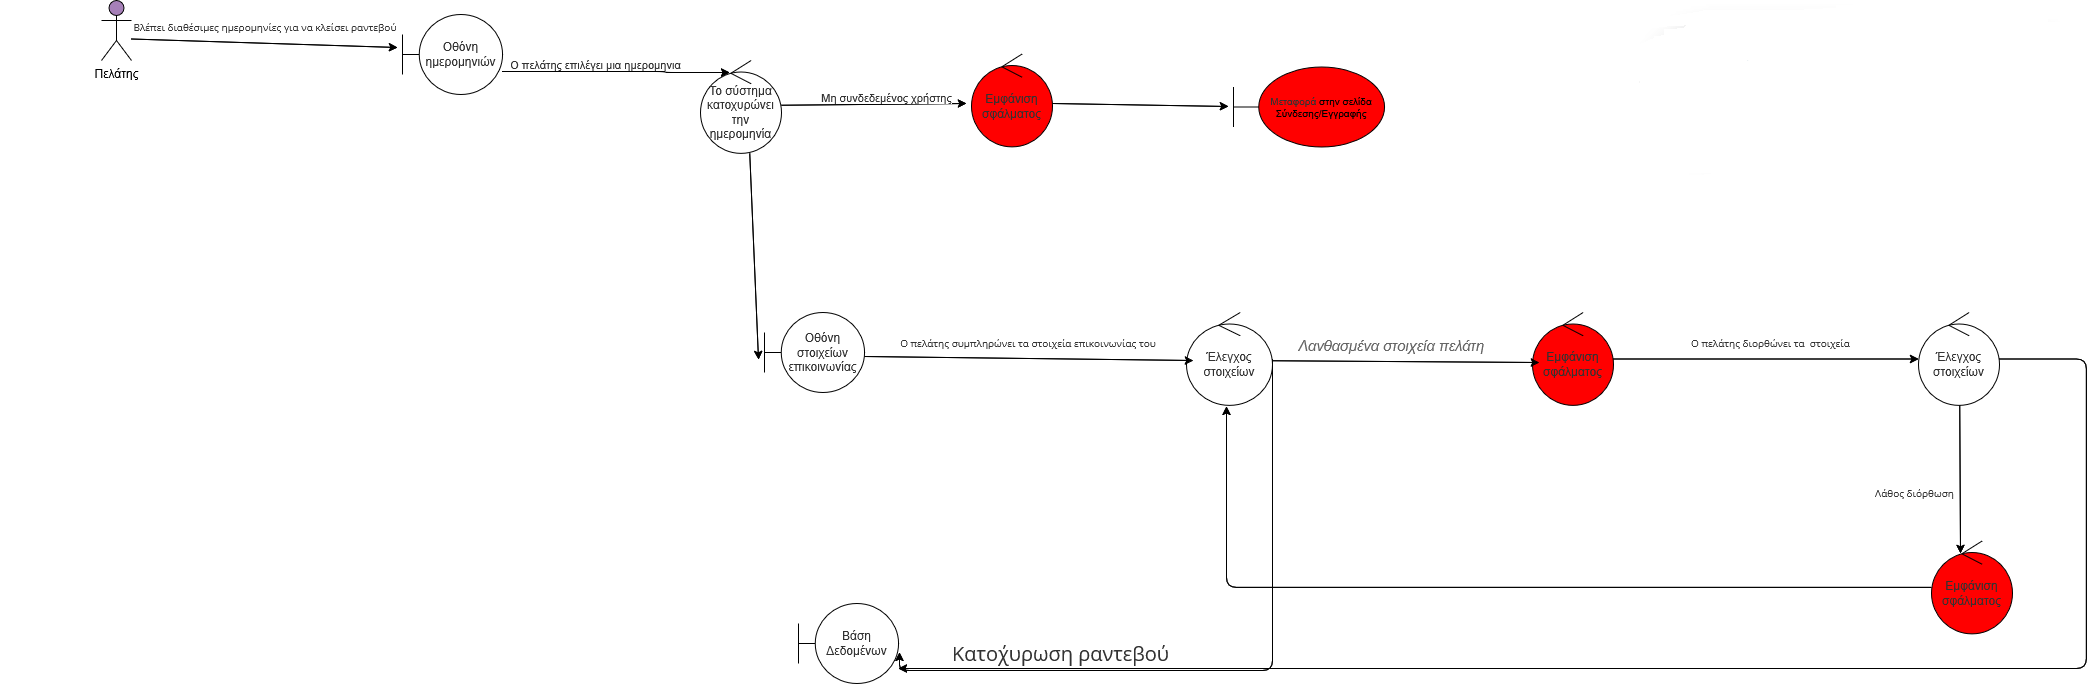 Βλέπει διαθέσιμες ημερομηνίες για να κλείσει ραντεβού
Πελάτης
Οθόνη
ημερομηνιών
Ο πελάτης επιλέγει μια ημερομηνια
Το σύστημα
κατοχυρώνει
την
ημερομηνία
Μη συνδεδεμένος χρήστης
Εμφάνιση
σφάλματος
Μεταφορά στην σελίδα
Σύνδεσης/Εγγραφής
Οθόνη
στοιχείων
επικοινωνίας
Ο πελάτης συμπληρώνει τα στοιχεία επικοινωνίας του
Έλεγχος
στοιχείων
Λανθασμένα στοιχεία πελάτη
Εμφάνιση
σφάλματος
Ο πελάτης διορθώνει τα στοιχεία
Έλεγχος
στοιχείων
Λάθος διόρθωση
Εμφάνιση
σφάλματος
Βάση
Δεδομένων
Κατοχυρωση ραντεβού